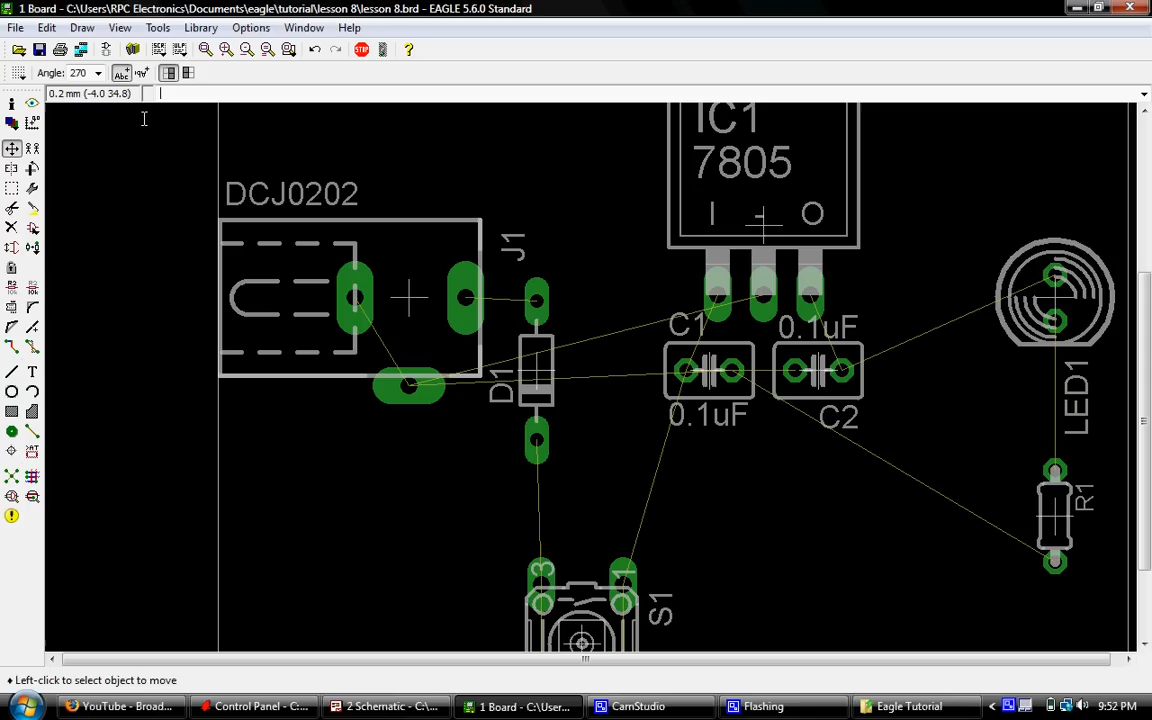 1 Board - C:\Users\RPC Electronics\Documents\eagle\tutorial\lesson 8\lesson 8.brd - EAGLE 5.6.0 Standard
File Edit Draw View Tools Library Options Window Help
Angle: 270
0.2 mm (-4.0 34.8)
IC1
7805
I - O
DCJ0202
J1
C1 0.1uF
D1
0.1uF C2
LED1
R1
3 1
S1
Left-click to select object to move
YouTube - Broad...
Control Panel - ...
2 Schematic - C:\...
1 Board - C:\User...
CamStudio
Flashing
Eagle Tutorial
9:52 PM